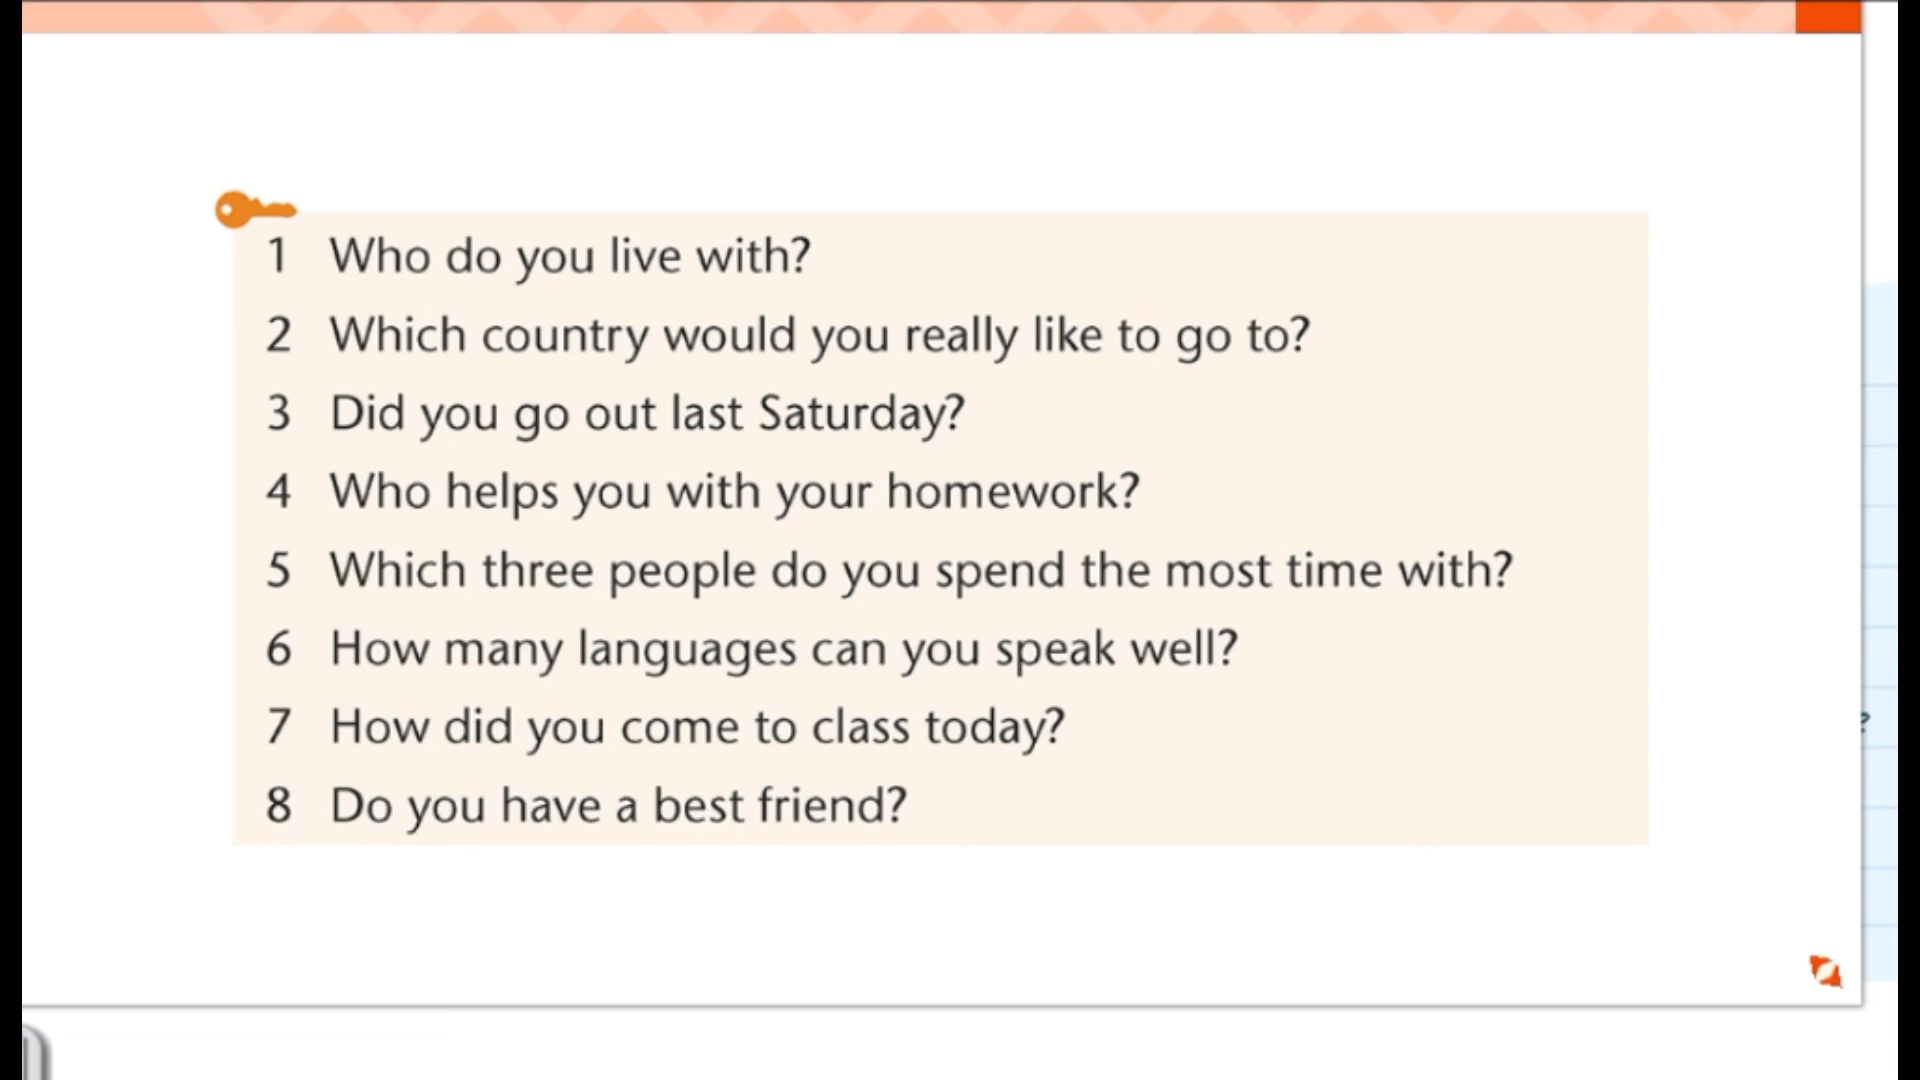 1 Who do you live with?
2 Which country would you really like to go to?
3 Did you go out last Saturday?
4 Who helps you with your homework?
5 Which three people do you spend the most time with?
6 How many languages can you speak well?
7 How did you come to class today?
8 Do you have a best friend?
?